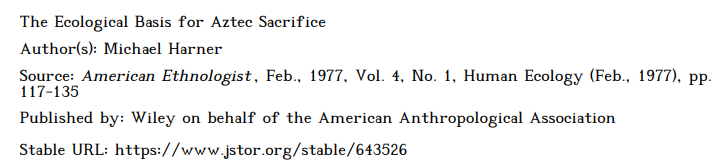 The Ecological Basis for Aztec Sacrifice
Author(s): Michael Harner
Source: American Ethnologist, Feb., 1977, Vol. 4, No. 1, Human Ecology (Feb., 1977), pp.
117-135
Published by: Wiley on behalf of the American Anthropological Association
Stable URL: https://www.jstor.org/stable/643526